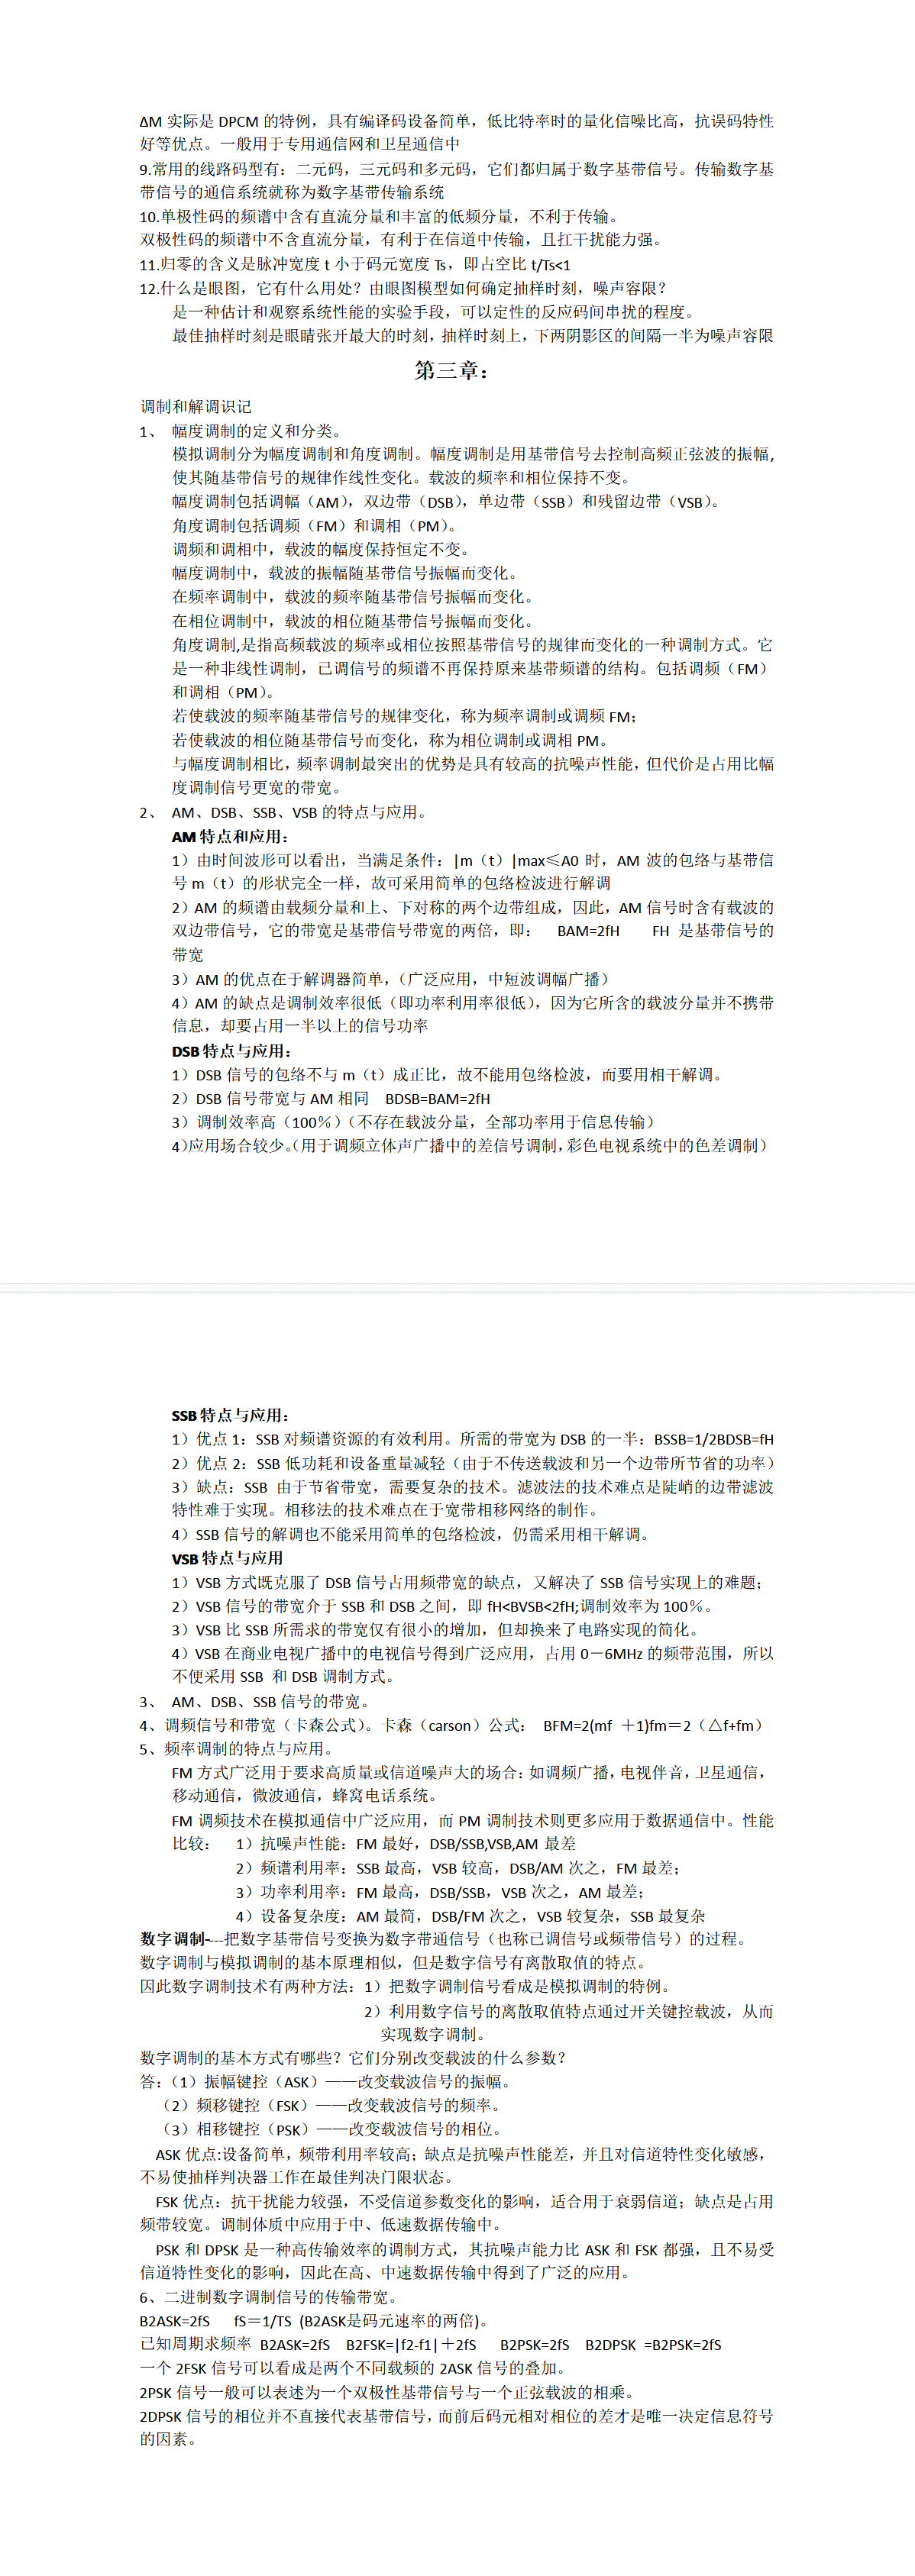 ΔM 实际是 DPCM 的特例，具有编译码设备简单，低比特率时的量化信噪比高，抗误码特性
好等优点。一般用于专用通信网和卫星通信中
9.常用的线路码型有：二元码，三元码和多元码，它们都归属于数字基带信号。传输数字基
带信号的通信系统就称为数字基带传输系统
10.单极性码的频谱中含有直流分量和丰富的低频分量，不利于传输。
双极性码的频谱中不含直流分量，有利于在信道中传输，且扛干扰能力强。
11.归零的含义是脉冲宽度 t 小于码元宽度 Ts，即占空比 t/Ts<1
12.什么是眼图，它有什么用处？由眼图模型如何确定抽样时刻，噪声容限？
是一种估计和观察系统性能的实验手段，可以定性的反应码间串扰的程度。
最佳抽样时刻是眼睛张开最大的时刻，抽样时刻上，下两阴影区的间隔一半为噪声容限
第三章：
调制和解调识记
1、 幅度调制的定义和分类。
模拟调制分为幅度调制和角度调制。幅度调制是用基带信号去控制高频正弦波的振幅，
使其随基带信号的规律作线性变化。载波的频率和相位保持不变。
幅度调制包括调幅（AM），双边带（DSB），单边带（SSB）和残留边带（VSB）。
角度调制包括调频（FM）和调相（PM）。
调频和调相中，载波的幅度保持恒定不变。
幅度调制中，载波的振幅随基带信号振幅而变化。
在频率调制中，载波的频率随基带信号振幅而变化。
在相位调制中，载波的相位随基带信号振幅而变化。
角度调制,是指高频载波的频率或相位按照基带信号的规律而变化的一种调制方式。它
是一种非线性调制，已调信号的频谱不再保持原来基带频谱的结构。包括调频（FM）
和调相（PM）。
若使载波的频率随基带信号的规律变化，称为频率调制或调频 FM；
若使载波的相位随基带信号而变化，称为相位调制或调相 PM。
与幅度调制相比，频率调制最突出的优势是具有较高的抗噪声性能，但代价是占用比幅
度调制信号更宽的带宽。
2、 AM、DSB、SSB、VSB 的特点与应用。
AM 特点和应用：
1）由时间波形可以看出，当满足条件：|m（t）|max≤A0 时，AM 波的包络与基带信
号 m（t）的形状完全一样，故可采用简单的包络检波进行解调
2）AM 的频谱由载频分量和上、下对称的两个边带组成，因此，AM 信号时含有载波的
双边带信号，它的带宽是基带信号带宽的两倍，即： BAM=2fH FH 是基带信号的
带宽
3）AM 的优点在于解调器简单，（广泛应用，中短波调幅广播）
4）AM 的缺点是调制效率很低（即功率利用率很低），因为它所含的载波分量并不携带
信息，却要占用一半以上的信号功率
DSB 特点与应用：
1）DSB 信号的包络不与 m（t）成正比，故不能用包络检波，而要用相干解调。
2）DSB 信号带宽与 AM 相同 BDSB=BAM=2fH
3）调制效率高（100%）（不存在载波分量，全部功率用于信息传输）
4）应用场合较少。（用于调频立体声广播中的差信号调制，彩色电视系统中的色差调制）
SSB 特点与应用：
1）优点 1：SSB 对频谱资源的有效利用。所需的带宽为 DSB 的一半：BSSB=1/2BDSB=fH
2）优点 2：SSB 低功耗和设备重量减轻（由于不传送载波和另一个边带所节省的功率）
3）缺点：SSB 由于节省带宽，需要复杂的技术。滤波法的技术难点是陡峭的边带滤波
特性难于实现。相移法的技术难点在于宽带相移网络的制作。
4）SSB 信号的解调也不能采用简单的包络检波，仍需采用相干解调。
VSB 特点与应用
1）VSB 方式既克服了 DSB 信号占用频带宽的缺点，又解决了 SSB 信号实现上的难题；
2）VSB 信号的带宽介于 SSB 和 DSB 之间，即 fH<BVSB<2fH;调制效率为 100%。
3）VSB 比 SSB 所需求的带宽仅有很小的增加，但却换来了电路实现的简化。
4）VSB 在商业电视广播中的电视信号得到广泛应用，占用 0－6MHz 的频带范围，所以
不便采用 SSB 和 DSB 调制方式。
3、 AM、DSB、SSB 信号的带宽。
4、调频信号和带宽（卡森公式）。卡森（carson）公式： BFM=2(mf ＋1)fm＝2（△f+fm）
5、频率调制的特点与应用。
FM 方式广泛用于要求高质量或信道噪声大的场合：如调频广播，电视伴音，卫星通信，
移动通信，微波通信，蜂窝电话系统。
FM 调频技术在模拟通信中广泛应用，而 PM 调制技术则更多应用于数据通信中。性能
比较： 1）抗噪声性能：FM 最好，DSB/SSB,VSB,AM 最差
2）频谱利用率：SSB 最高，VSB 较高，DSB/AM 次之，FM 最差；
3）功率利用率：FM 最高，DSB/SSB，VSB 次之，AM 最差；
4）设备复杂度：AM 最简，DSB/FM 次之，VSB 较复杂，SSB 最复杂
数字调制----把数字基带信号变换为数字带通信号（也称已调信号或频带信号）的过程。
数字调制与模拟调制的基本原理相似，但是数字信号有离散取值的特点。
因此数字调制技术有两种方法：1）把数字调制信号看成是模拟调制的特例。
2）利用数字信号的离散取值特点通过开关键控载波，从而
实现数字调制。
数字调制的基本方式有哪些？它们分别改变载波的什么参数？
答：（1）振幅键控（ASK）——改变载波信号的振幅。
（2）频移键控（FSK）——改变载波信号的频率。
（3）相移键控（PSK）——改变载波信号的相位。
ASK 优点:设备简单，频带利用率较高；缺点是抗噪声性能差，并且对信道特性变化敏感，
不易使抽样判决器工作在最佳判决门限状态。
FSK 优点：抗干扰能力较强，不受信道参数变化的影响，适合用于衰弱信道；缺点是占用
频带较宽。调制体质中应用于中、低速数据传输中。
PSK 和 DPSK 是一种高传输效率的调制方式，其抗噪声能力比 ASK 和 FSK 都强，且不易受
信道特性变化的影响，因此在高、中速数据传输中得到了广泛的应用。
6、二进制数字调制信号的传输带宽。
B2ASK=2fS fS＝1/TS (B2ASK是码元速率的两倍)。
已知周期求频率 B2ASK=2fS B2FSK=|f2-f1|＋2fS B2PSK=2fS B2DPSK =B2PSK=2fS
一个 2FSK 信号可以看成是两个不同载频的 2ASK 信号的叠加。
2PSK 信号一般可以表述为一个双极性基带信号与一个正弦载波的相乘。
2DPSK 信号的相位并不直接代表基带信号，而前后码元相对相位的差才是唯一决定信息符号
的因素。